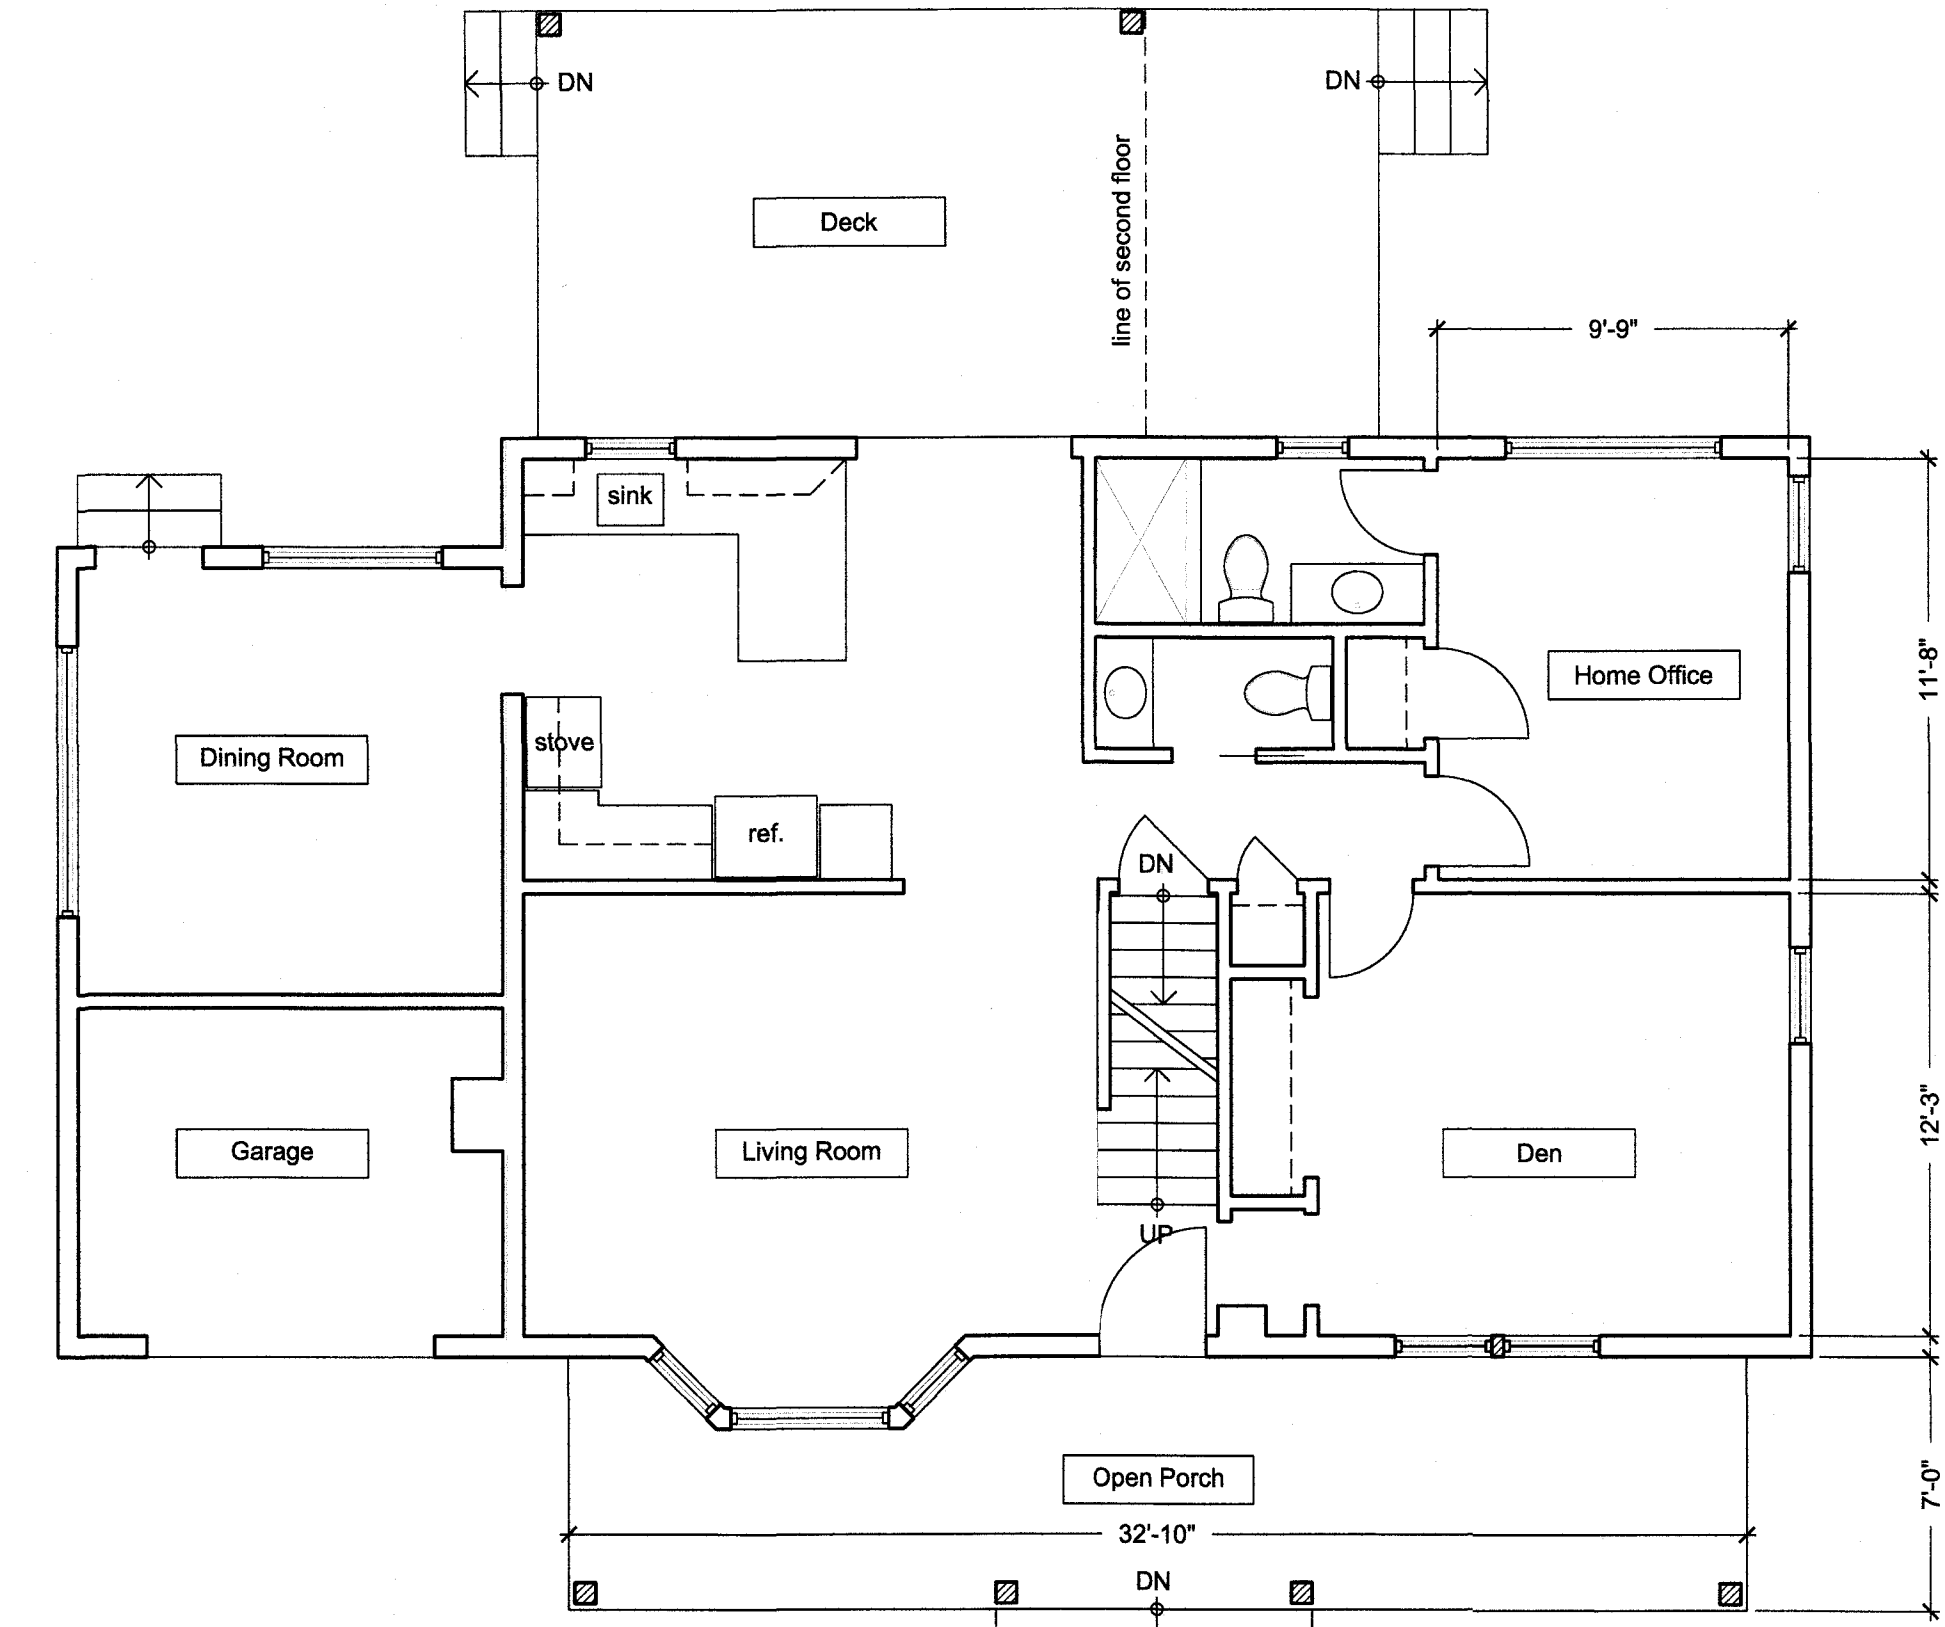 DN
DN
line of second floor
Deck
9'-9"
sink
11'-8"
Home Office
Dining Room
stove
ref.
DN
12'-3"
Garage
Living Room
Den
UP
Open Porch
7'-0"
32'-10"
DN